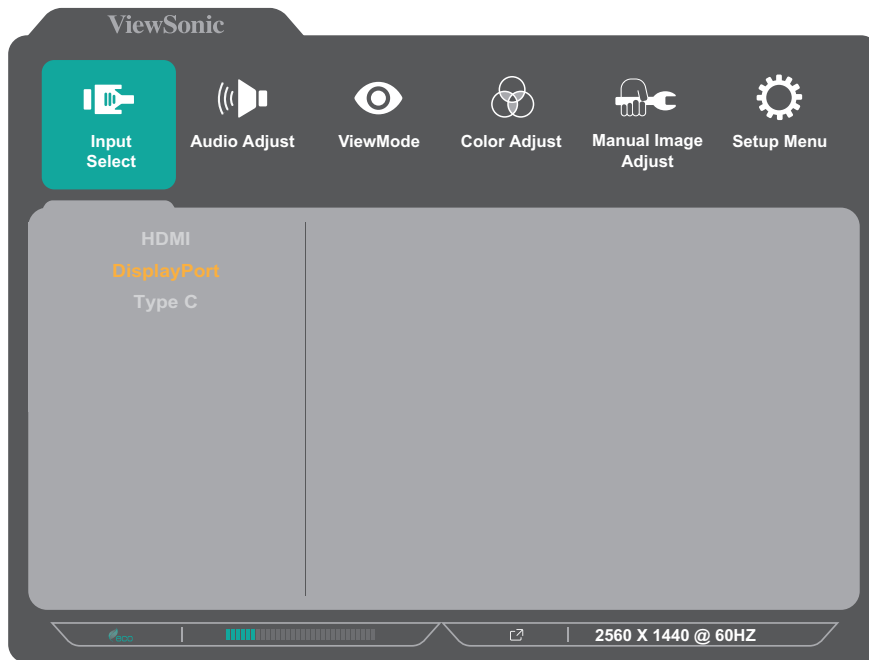 ViewSonic
Input
Select
Audio Adjust
ViewMode
Color Adjust
Manual Image
Adjust
Setup Menu
HDMI
DisplayPort
Type C
eco
2560 X 1440 @ 60HZ